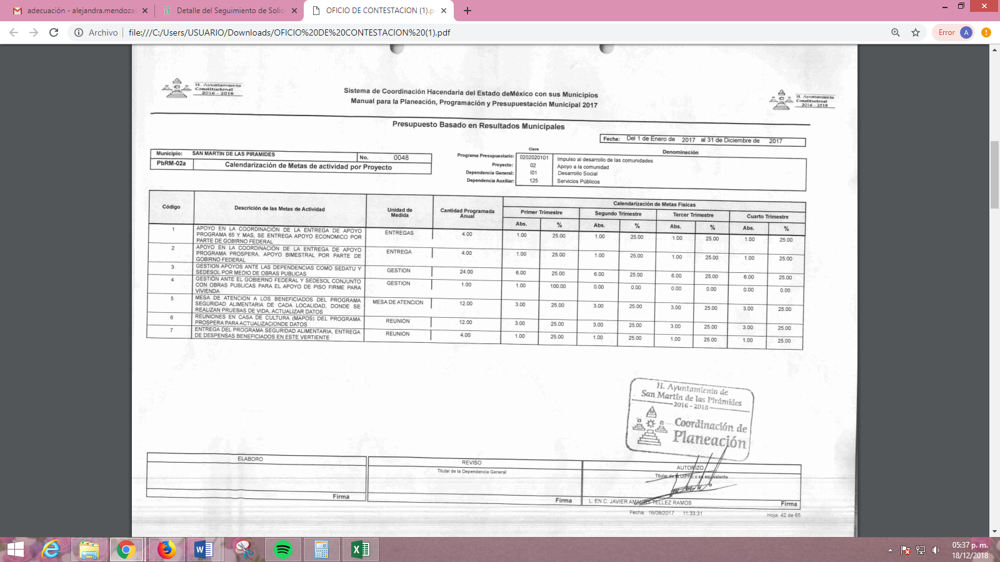 adecuación - alejandra.mendoza
Detalle del Seguimiento de Solic
OFICIO DE CONTESTACION (1).p
Archivo
file:///C:/Users/USUARIO/Downloads/OFICIO%20DE%20CONTESTACION%20(1).pdf
Error
A
H. Ayuntamiento
Constitucional
2016 - 2018
Sistema de Coordinación Hacendaria del Estado deMéxico con sus Municipios
Manual para la Planeación, Programación y Presupuestación Municipal 2017
H. Ayuntamiento
Constitucional
2016 - 2018
Presupuesto Basado en Resultados Municipales
Fecha: Del 1 de Enero de 2017 al 31 de Diciembre de 2017
Municipio: SAN MARTIN DE LAS PIRAMIDES No. 0048
PbRM-02a Calendarización de Metas de actividad por Proyecto
Clave Denominación
Programa Presupuestario: 0202020101 Impulso al desarrollo de las comunidades
Proyecto: 02 Apoyo a la comunidad
Dependencia General: I01 Desarrollo Social
Dependencia Auxiliar: 125 Servicios Públicos
Código Descrición de las Metas de Actividad Unidad de Medida Cantidad Programada Anual Calendarización de Metas Físicas
Primer Trimestre Segundo Trimestre Tercer Trimestre Cuarto Trimestre
Abs. % Abs. % Abs. % Abs. %
1 APOYO EN LA COORDINACIÓN DE LA ENTREGA DE APOYO ENTREGAS 4.00 1.00 25.00 1.00 25.00 1.00 25.00 1.00 25.00
PROGRAMA 65 Y MAS, SE ENTREGA APOYO ECONOMICO POR
PARTE DE GOBIRNO FEDERAL
2 APOYO EN LA COORDINACIÓN DE LA ENTREGA DE APOYO ENTREGA 4.00 1.00 25.00 1.00 25.00 1.00 25.00 1.00 25.00
PROGRAMA PROSPERA, APOYO BIMESTRAL POR PARTE DE
GOBIRNO FEDERAL
3 GESTION APOYOS ANTE LAS DEPENDENCIAS COMO SEDATU Y GESTION 24.00 6.00 25.00 6.00 25.00 6.00 25.00 6.00 25.00
SEDESOL POR MEDIO DE OBRAS PUBLICAS
4 GESTIÓN ANTE EL GOBIERNO FEDERAL Y SEDESOL CONJUNTO GESTION 1.00 1.00 100.00 0.00 0.00 0.00 0.00 0.00 0.00
CON OBRAS PUBLICAS PARA EL APOYO DE PISO FIRME PARA
VIVIENDA
5 MESA DE ATENCION A LOS BENEFICIADOS DEL PROGRAMA MESA DE ATENCION 12.00 3.00 25.00 3.00 25.00 3.00 25.00 3.00 25.00
SEGURIDAD ALIMENTARIA DE CADA LOCALIDAD, DONDE SE
REALIZAN PRUEBAS DE VIDA, ACTUALIZAR DATOS
6 REUNIONES EN CASA DE CULTURA (MAPOS) DEL PROGRAMA REUNION 12.00 3.00 25.00 3.00 25.00 3.00 25.00 3.00 25.00
PROSPERA PARA ACTUALIZACIONDE DATOS
7 ENTREGA DEL PROGRAMA SEGURIDAD ALIMENTARIA, ENTREGA REUNION 4.00 1.00 25.00 1.00 25.00 1.00 25.00 1.00 25.00
DE DESPENSAS BENEFICIADOS EN ESTE VERTIENTE
H. Ayuntamiento de
San Martín de las Pirámides
2016 - 2018
Coordinación de
Planeación
ELABORO REVISO AUTORIZO
Titular de la Dependencia General Titular de la UIPPE o su equivalente
Firma Firma L. EN C. JAVIER AMAURY TELLEZ RAMOS Firma
Fecha: 16/08/2017 11:33:31 Hoja: 42 de 65
05:37 p. m.
18/12/2018